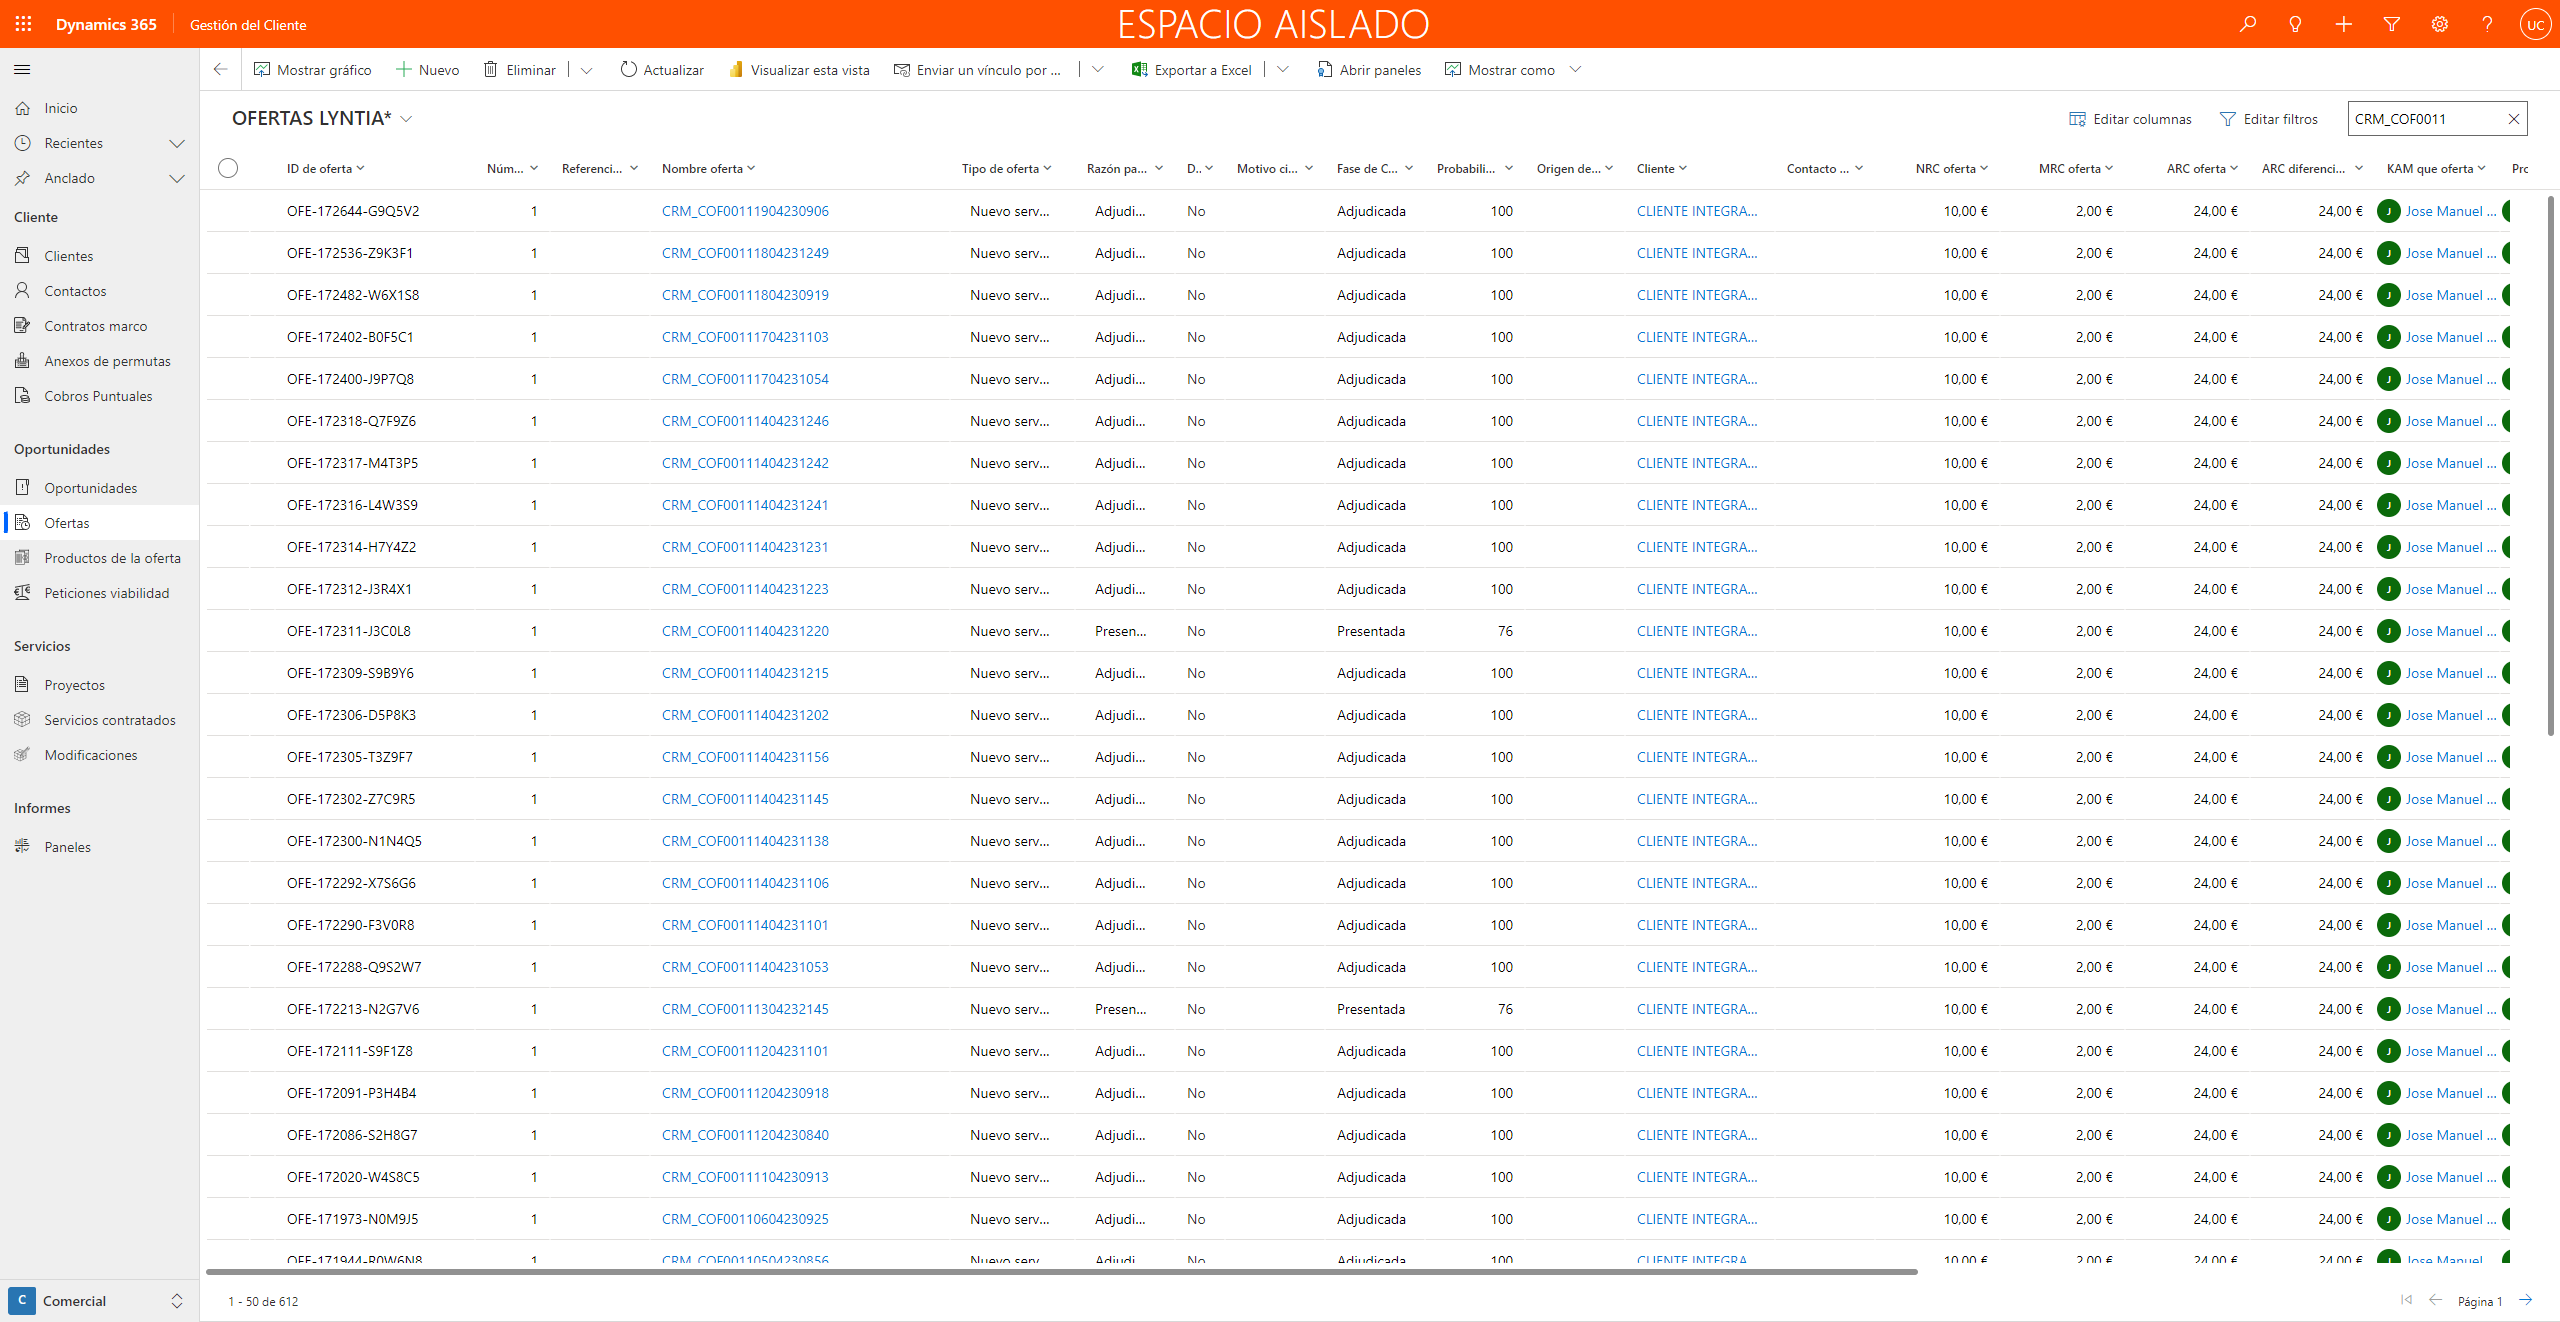 Dynamics 365 Gestión del Cliente ESPACIO AISLADO UC
Mostrar gráfico Nuevo Eliminar Actualizar Visualizar esta vista Enviar un vínculo por ... Exportar a Excel Abrir paneles Mostrar como
Inicio
Recientes
Anclado
Cliente
Clientes
Contactos
Contratos marco
Anexos de permutas
Cobros Puntuales
Oportunidades
Oportunidades
Ofertas
Productos de la oferta
Peticiones viabilidad
Servicios
Proyectos
Servicios contratados
Modificaciones
Informes
Paneles
C Comercial
OFERTAS LYNTIA* Editar columnas Editar filtros CRM_COF0011
ID de oferta Núm... Referenci... Nombre oferta Tipo de oferta Razón pa... D.. Motivo ci... Fase de C... Probabili... Origen de... Cliente Contacto ... NRC oferta MRC oferta ARC oferta ARC diferenci... KAM que oferta Prc
OFE-172644-G9Q5V2 1 CRM_COF00111904230906 Nuevo serv... Adjudi... No Adjudicada 100 CLIENTE INTEGRA... 10,00 € 2,00 € 24,00 € 24,00 € J Jose Manuel ...
OFE-172536-Z9K3F1 1 CRM_COF00111804231249 Nuevo serv... Adjudi... No Adjudicada 100 CLIENTE INTEGRA... 10,00 € 2,00 € 24,00 € 24,00 € J Jose Manuel ...
OFE-172482-W6X1S8 1 CRM_COF00111804230919 Nuevo serv... Adjudi... No Adjudicada 100 CLIENTE INTEGRA... 10,00 € 2,00 € 24,00 € 24,00 € J Jose Manuel ...
OFE-172402-B0F5C1 1 CRM_COF00111704231103 Nuevo serv... Adjudi... No Adjudicada 100 CLIENTE INTEGRA... 10,00 € 2,00 € 24,00 € 24,00 € J Jose Manuel ...
OFE-172400-J9P7Q8 1 CRM_COF00111704231054 Nuevo serv... Adjudi... No Adjudicada 100 CLIENTE INTEGRA... 10,00 € 2,00 € 24,00 € 24,00 € J Jose Manuel ...
OFE-172318-Q7F9Z6 1 CRM_COF00111404231246 Nuevo serv... Adjudi... No Adjudicada 100 CLIENTE INTEGRA... 10,00 € 2,00 € 24,00 € 24,00 € J Jose Manuel ...
OFE-172317-M4T3P5 1 CRM_COF00111404231242 Nuevo serv... Adjudi... No Adjudicada 100 CLIENTE INTEGRA... 10,00 € 2,00 € 24,00 € 24,00 € J Jose Manuel ...
OFE-172316-L4W3S9 1 CRM_COF00111404231241 Nuevo serv... Adjudi... No Adjudicada 100 CLIENTE INTEGRA... 10,00 € 2,00 € 24,00 € 24,00 € J Jose Manuel ...
OFE-172314-H7Y4Z2 1 CRM_COF00111404231231 Nuevo serv... Adjudi... No Adjudicada 100 CLIENTE INTEGRA... 10,00 € 2,00 € 24,00 € 24,00 € J Jose Manuel ...
OFE-172312-J3R4X1 1 CRM_COF00111404231223 Nuevo serv... Adjudi... No Adjudicada 100 CLIENTE INTEGRA... 10,00 € 2,00 € 24,00 € 24,00 € J Jose Manuel ...
OFE-172311-J3C0L8 1 CRM_COF00111404231220 Nuevo serv... Presen... No Presentada 76 CLIENTE INTEGRA... 10,00 € 2,00 € 24,00 € 24,00 € J Jose Manuel ...
OFE-172309-S9B9Y6 1 CRM_COF00111404231215 Nuevo serv... Adjudi... No Adjudicada 100 CLIENTE INTEGRA... 10,00 € 2,00 € 24,00 € 24,00 € J Jose Manuel ...
OFE-172306-D5P8K3 1 CRM_COF00111404231202 Nuevo serv... Adjudi... No Adjudicada 100 CLIENTE INTEGRA... 10,00 € 2,00 € 24,00 € 24,00 € J Jose Manuel ...
OFE-172305-T3Z9F7 1 CRM_COF00111404231156 Nuevo serv... Adjudi... No Adjudicada 100 CLIENTE INTEGRA... 10,00 € 2,00 € 24,00 € 24,00 € J Jose Manuel ...
OFE-172302-Z7C9R5 1 CRM_COF00111404231145 Nuevo serv... Adjudi... No Adjudicada 100 CLIENTE INTEGRA... 10,00 € 2,00 € 24,00 € 24,00 € J Jose Manuel ...
OFE-172300-N1N4Q5 1 CRM_COF00111404231138 Nuevo serv... Adjudi... No Adjudicada 100 CLIENTE INTEGRA... 10,00 € 2,00 € 24,00 € 24,00 € J Jose Manuel ...
OFE-172292-X7S6G6 1 CRM_COF00111404231106 Nuevo serv... Adjudi... No Adjudicada 100 CLIENTE INTEGRA... 10,00 € 2,00 € 24,00 € 24,00 € J Jose Manuel ...
OFE-172290-F3V0R8 1 CRM_COF00111404231101 Nuevo serv... Adjudi... No Adjudicada 100 CLIENTE INTEGRA... 10,00 € 2,00 € 24,00 € 24,00 € J Jose Manuel ...
OFE-172288-Q9S2W7 1 CRM_COF00111404231053 Nuevo serv... Adjudi... No Adjudicada 100 CLIENTE INTEGRA... 10,00 € 2,00 € 24,00 € 24,00 € J Jose Manuel ...
OFE-172213-N2G7V6 1 CRM_COF00111304232145 Nuevo serv... Presen... No Presentada 76 CLIENTE INTEGRA... 10,00 € 2,00 € 24,00 € 24,00 € J Jose Manuel ...
OFE-172111-S9F1Z8 1 CRM_COF00111204231101 Nuevo serv... Adjudi... No Adjudicada 100 CLIENTE INTEGRA... 10,00 € 2,00 € 24,00 € 24,00 € J Jose Manuel ...
OFE-172091-P3H4B4 1 CRM_COF00111204230918 Nuevo serv... Adjudi... No Adjudicada 100 CLIENTE INTEGRA... 10,00 € 2,00 € 24,00 € 24,00 € J Jose Manuel ...
OFE-172086-S2H8G7 1 CRM_COF00111204230840 Nuevo serv... Adjudi... No Adjudicada 100 CLIENTE INTEGRA... 10,00 € 2,00 € 24,00 € 24,00 € J Jose Manuel ...
OFE-172020-W4S8C5 1 CRM_COF00111104230913 Nuevo serv... Adjudi... No Adjudicada 100 CLIENTE INTEGRA... 10,00 € 2,00 € 24,00 € 24,00 € J Jose Manuel ...
OFE-171973-N0M9J5 1 CRM_COF00110604230925 Nuevo serv... Adjudi... No Adjudicada 100 CLIENTE INTEGRA... 10,00 € 2,00 € 24,00 € 24,00 € J Jose Manuel ...
OFE-171944-R0W6N8 1 CRM_COF00110504230856 Nuevo serv... Adjudi... No Adjudicada 100 CLIENTE INTEGRA... 10,00 € 2,00 € 24,00 € 24,00 € J Jose Manuel ...
1 - 50 de 612 Página 1